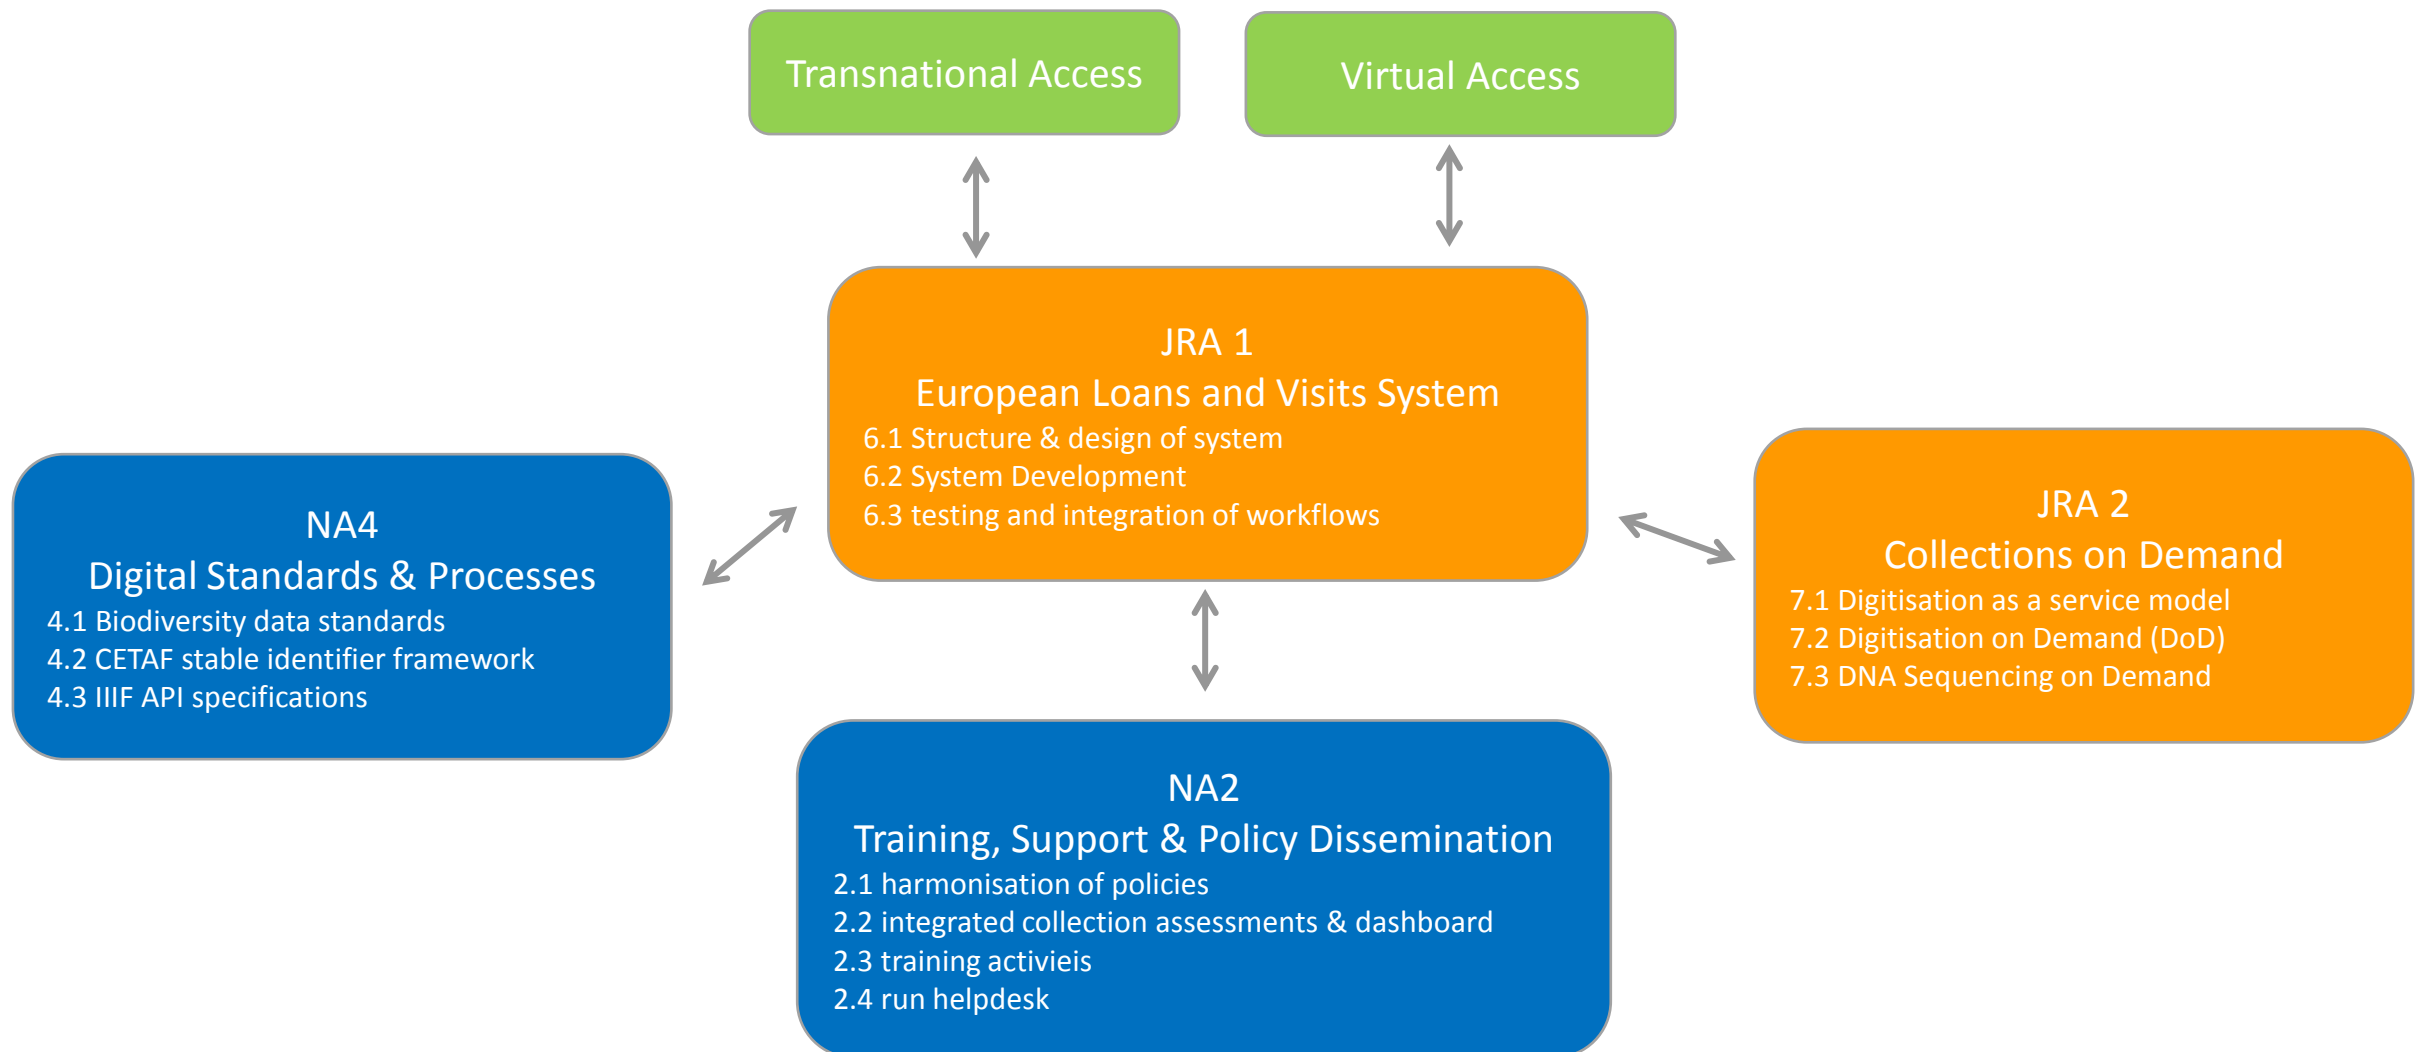 Transnational Access
Virtual Access
JRA 1
European Loans and Visits System
6.1 Structure & design of system
6.2 System Development
6.3 testing and integration of workflows
NA4
Digital Standards & Processes
4.1 Biodiversity data standards
4.2 CETAF stable identifier framework
4.3 IIIF API specifications
JRA 2
Collections on Demand
7.1 Digitisation as a service model
7.2 Digitisation on Demand (DoD)
7.3 DNA Sequencing on Demand
NA2
Training, Support & Policy Dissemination
2.1 harmonisation of policies
2.2 integrated collection assessments & dashboard
2.3 training activieis
2.4 run helpdesk